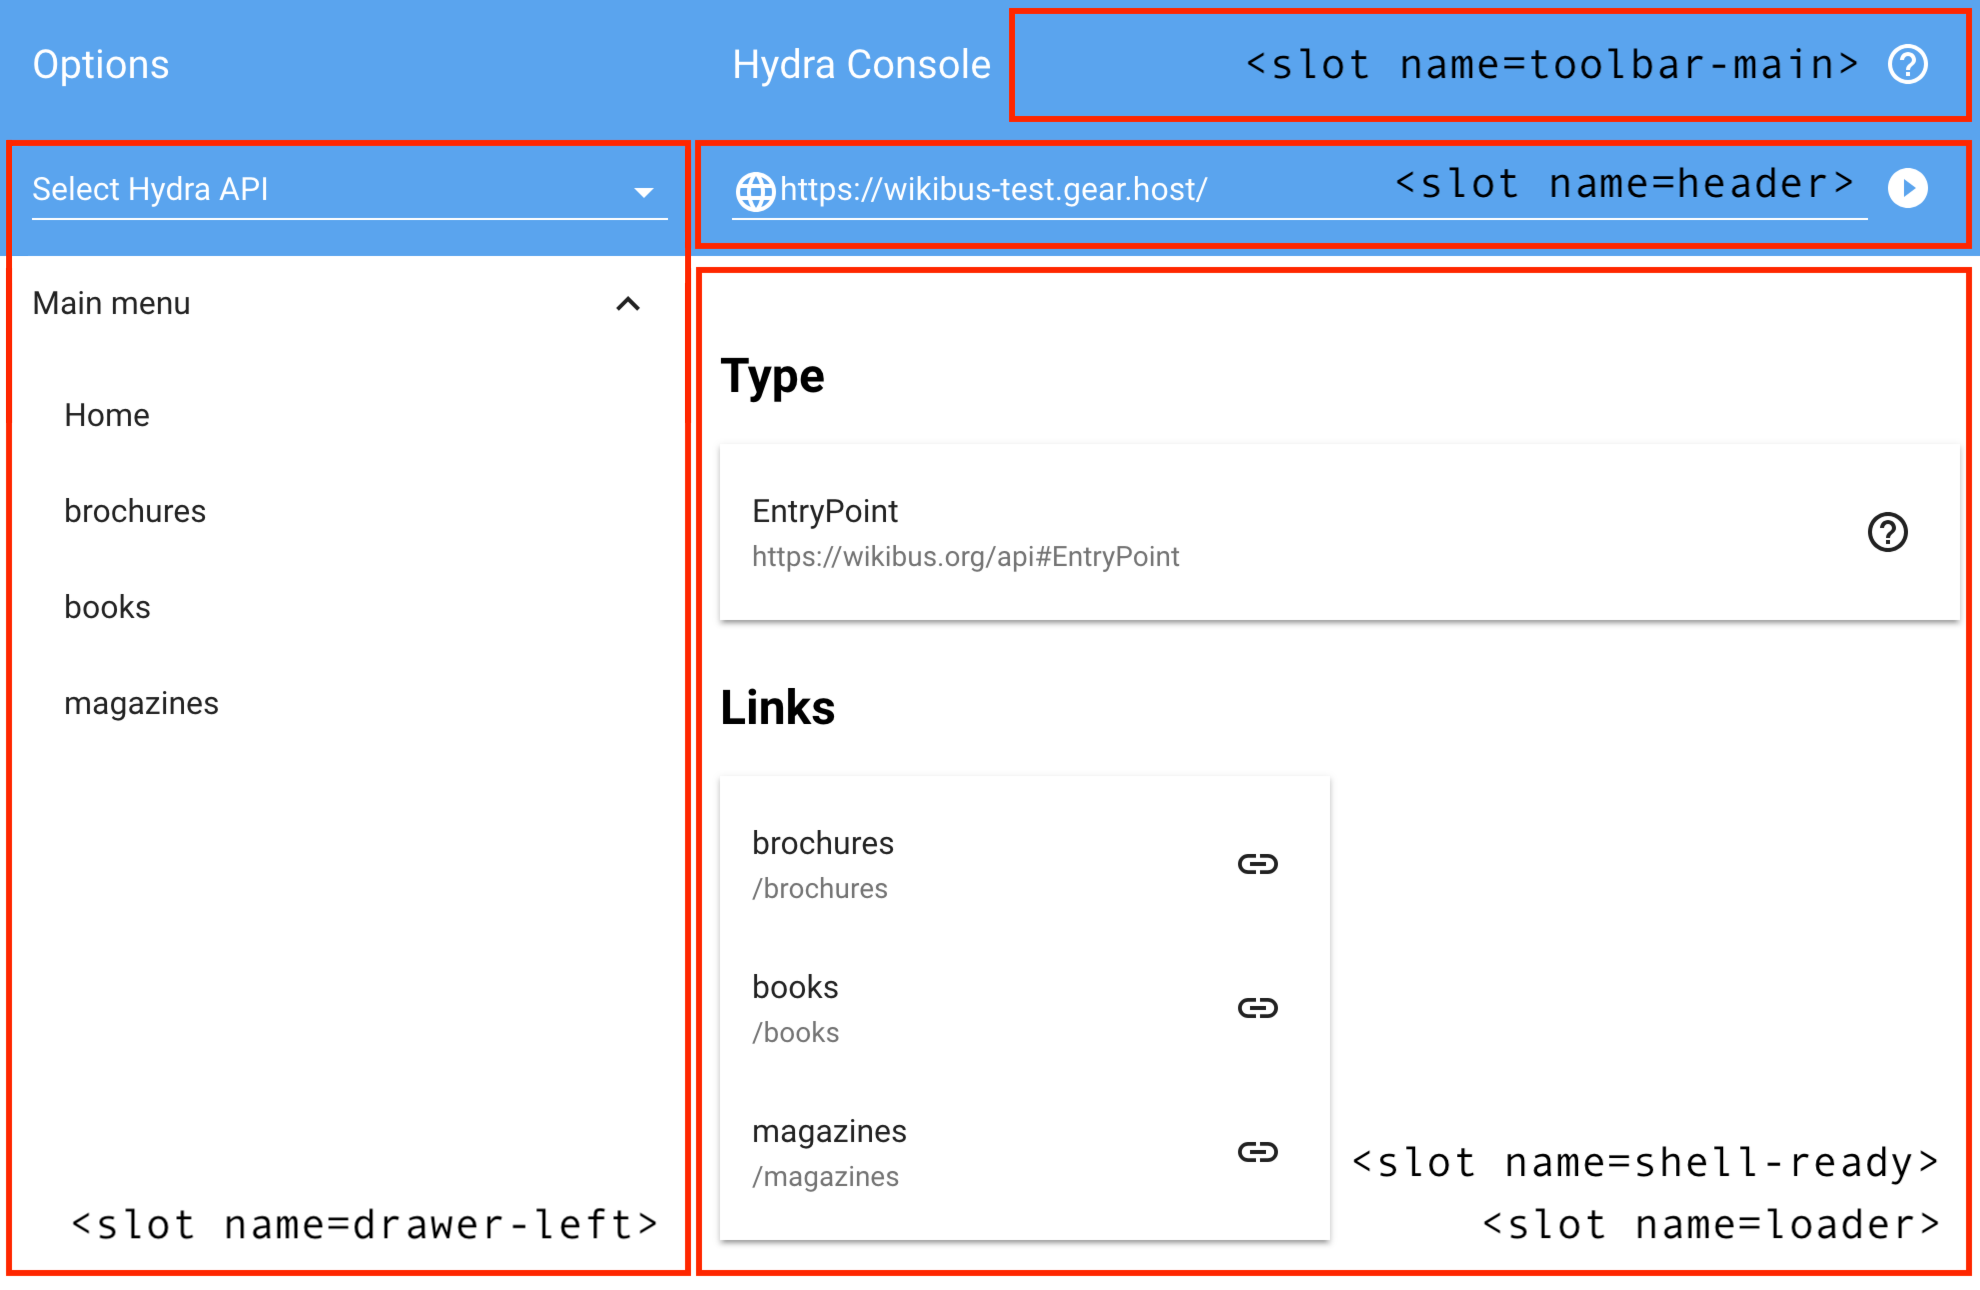 Options
Hydra Console
<slot name=toolbar-main>
Select Hydra API
https://wikibus-test.gear.host/
<slot name=header>
Main menu
Home
brochures
books
magazines
<slot name=drawer-left>
Type
EntryPoint
https://wikibus.org/api#EntryPoint
Links
brochures
/brochures
books
/books
magazines
/magazines
<slot name=shell-ready>
<slot name=loader>